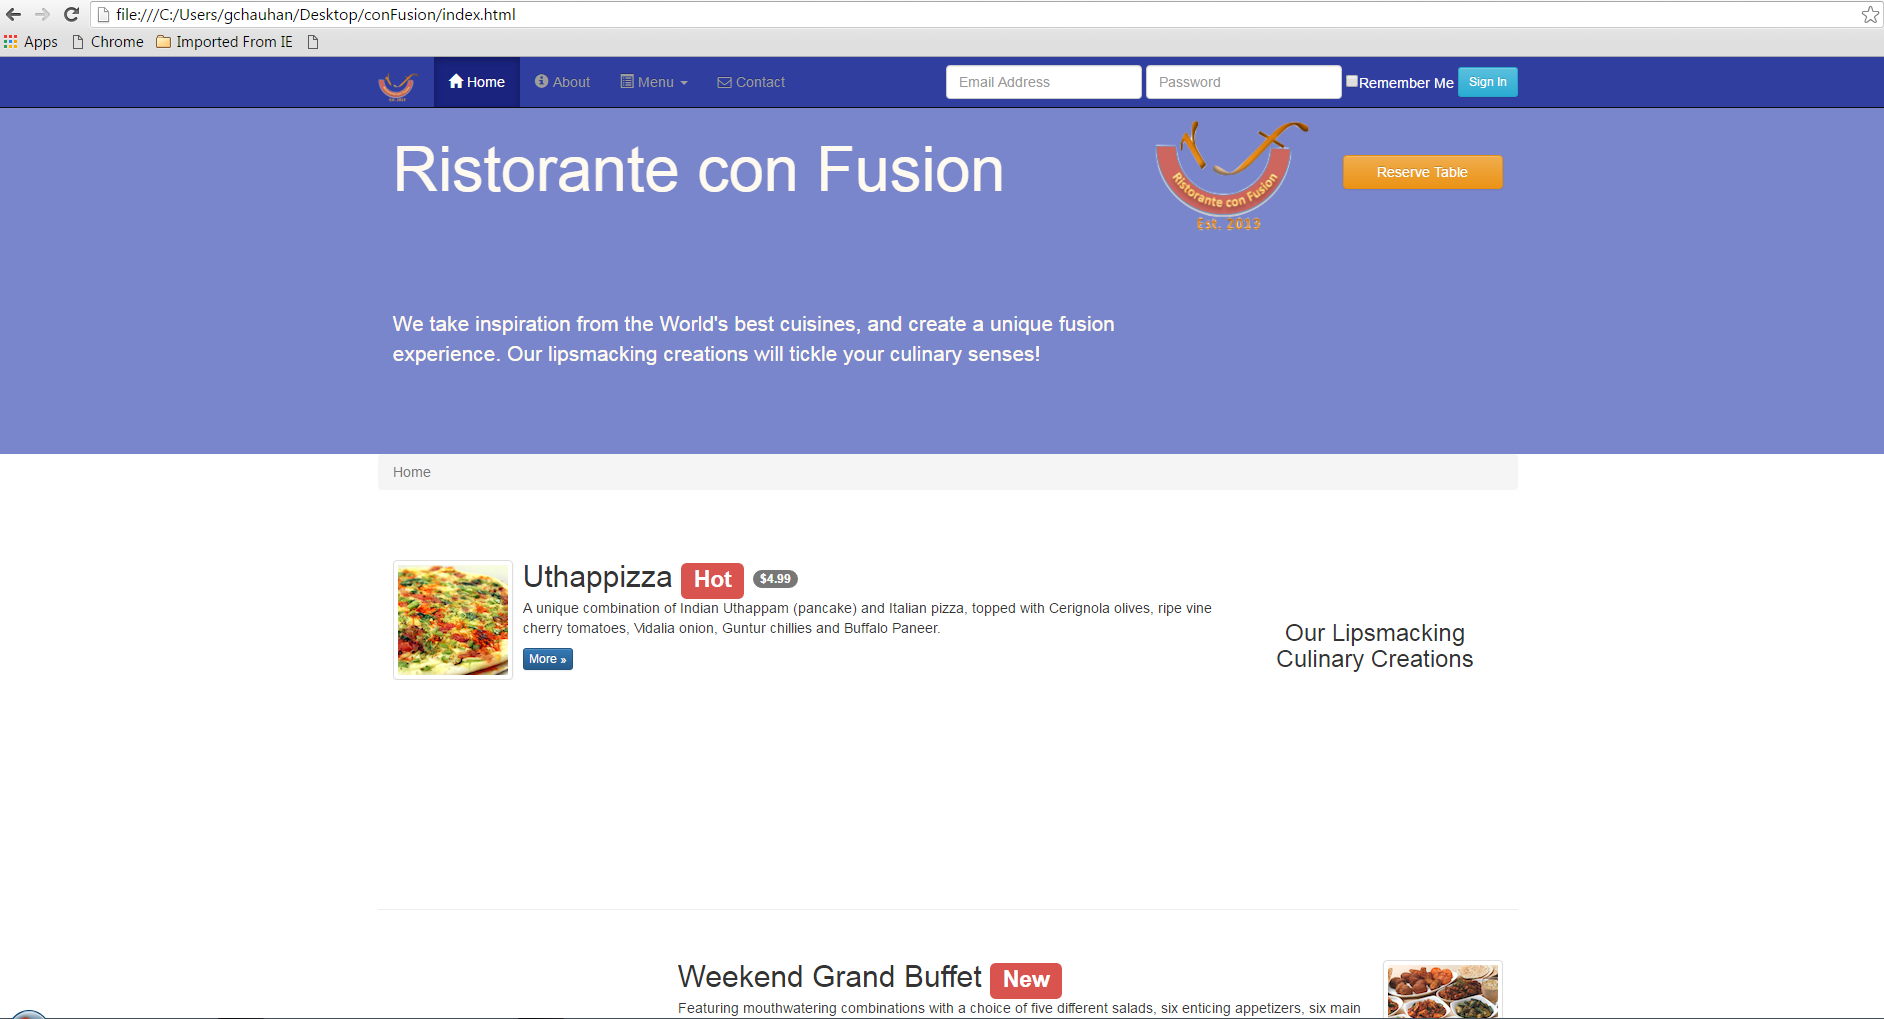 file:///C:/Users/gchauhan/Desktop/conFusion/index.html
Apps Chrome Imported From IE
Home About Menu Contact Email Address Password Remember Me Sign In
Ristorante con Fusion
Ristorante con Fusion
Est. 2013
Reserve Table
We take inspiration from the World's best cuisines, and create a unique fusion
experience. Our lipsmacking creations will tickle your culinary senses!
Home
Uthappizza Hot $4.99
A unique combination of Indian Uthappam (pancake) and Italian pizza, topped with Cerignola olives, ripe vine
cherry tomatoes, Vidalia onion, Guntur chillies and Buffalo Paneer.
More »
Our Lipsmacking
Culinary Creations
Weekend Grand Buffet New
Featuring mouthwatering combinations with a choice of five different salads, six enticing appetizers, six main